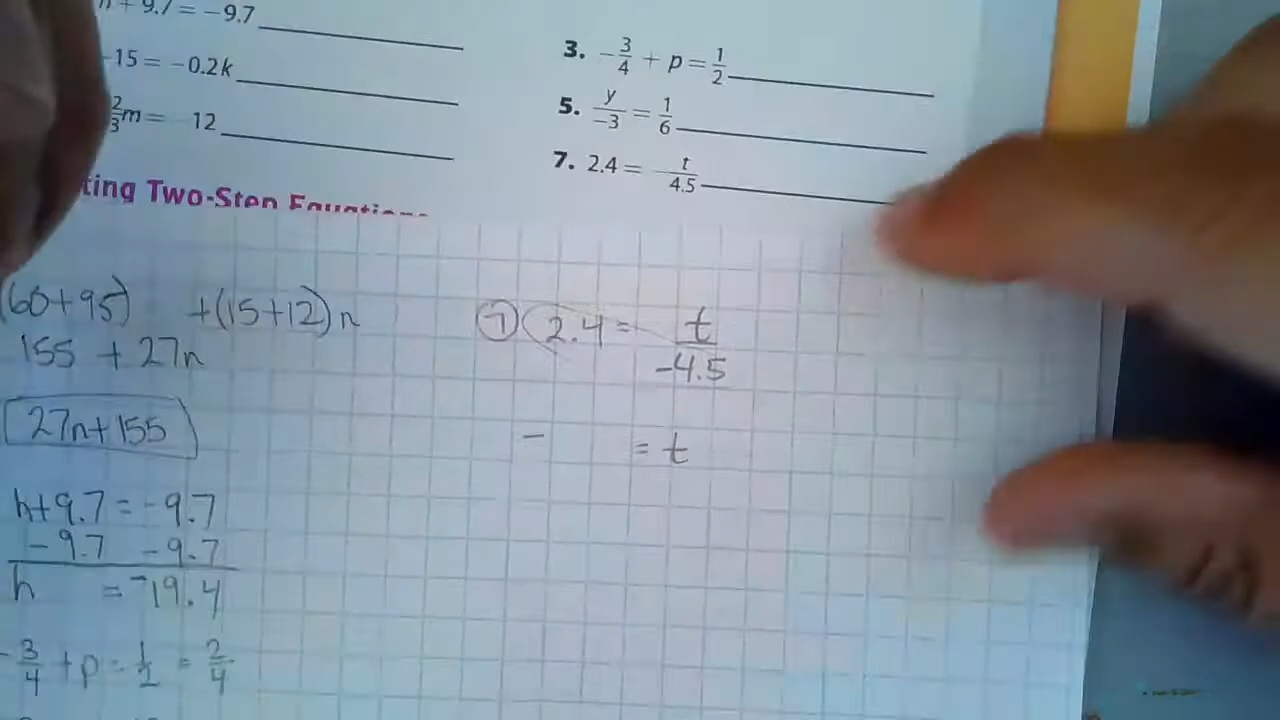 + 9.7 = −9.7
3. −3/4 + p = 1/2
15 = −0.2k
5. y/−3 = 1/6
2/3m = 12
7. 2.4 = − t/4.5
ting Two-Step Equations
(60+95) +(15+12)n
155 + 27n
27n+155
h+9.7 = -9.7
-9.7 -9.7
h = -19.4
-3/4 + p = 1/2 = 2/4
⑦ 2.4 = t/-4.5
- = t